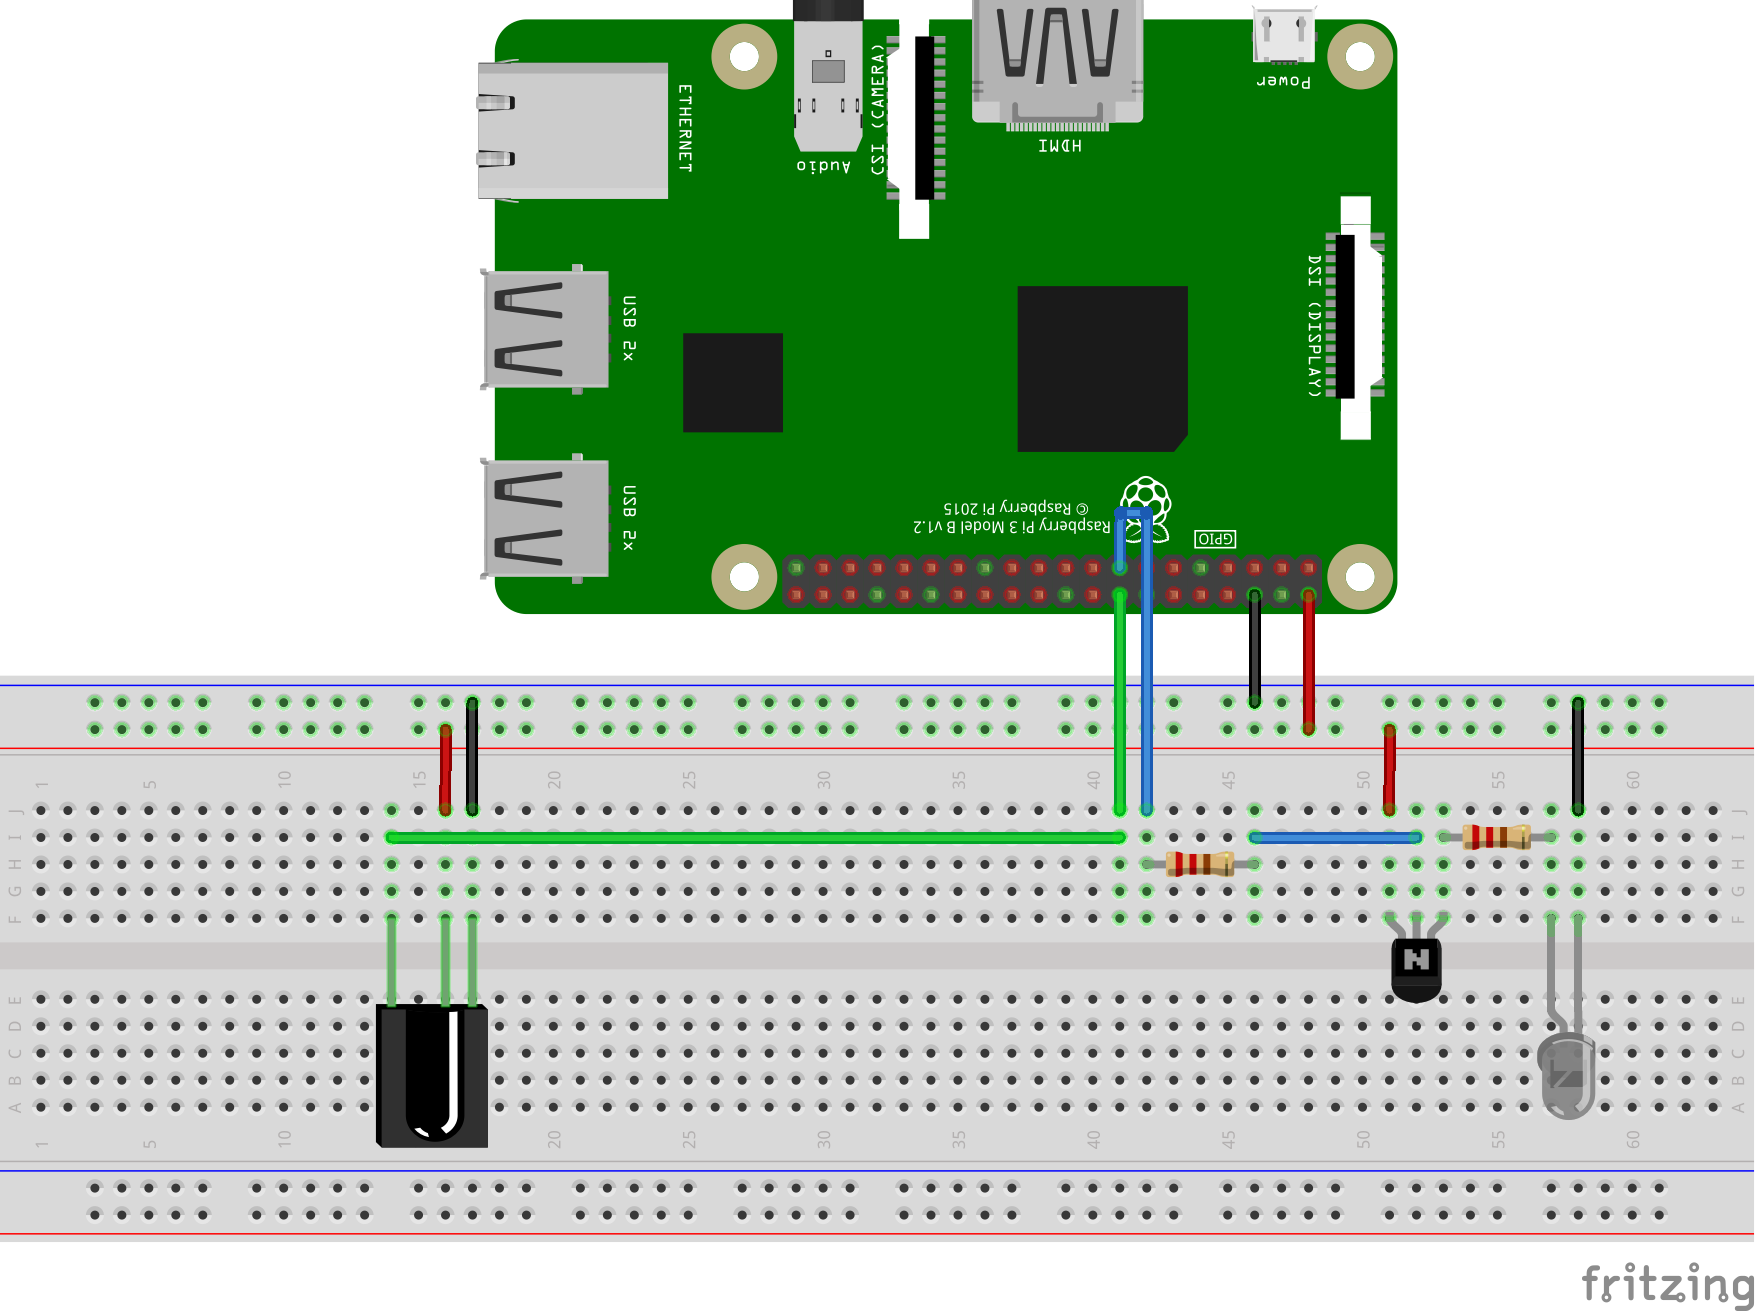 ETHERNET
Audio
CSI (CAMERA)
HDMI
Power
USB 2x
DSI (DISPLAY)
USB 2x
© Raspberry Pi 2015
Raspberry Pi 3 Model B v1.2
GPIO
1 5 10 15 20 25 30 35 40 45 50 55 60
J J
I I
H H
G G
F F
N
E E
D D
C C
B B
A A
1 5 10 20 25 30 35 40 45 50 55 60
fritzing